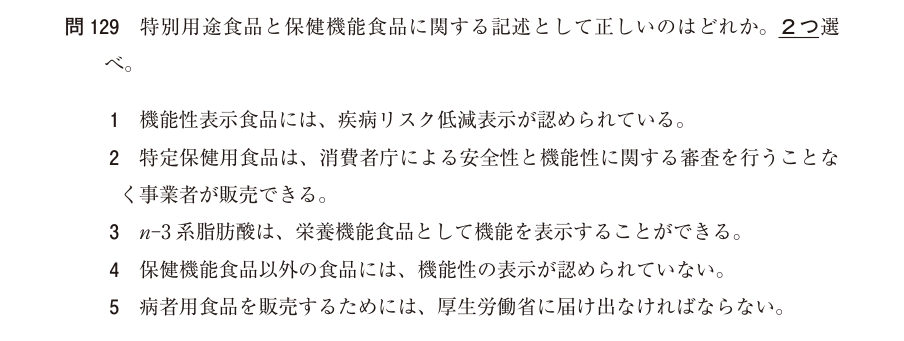 問 129 特別用途食品と保健機能食品に関する記述として正しいのはどれか。2つ選
べ。
1 機能性表示食品には、疾病リスク低減表示が認められている。
2 特定保健用食品は、消費者庁による安全性と機能性に関する審査を行うことな
く事業者が販売できる。
3 n−3 系脂肪酸は、栄養機能食品として機能を表示することができる。
4 保健機能食品以外の食品には、機能性の表示が認められていない。
5 病者用食品を販売するためには、厚生労働省に届け出なければならない。